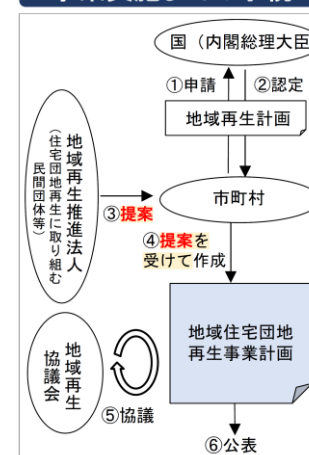 国（内閣総理大臣
①申請
②認定
地域再生計画
市町村
地域再生推進法人
（住宅団地再生に取り組む
民間団体等）
③提案
④提案を
受けて作成
地域住宅団地
再生事業計画
地域再生
協議会
⑤協議
⑥公表